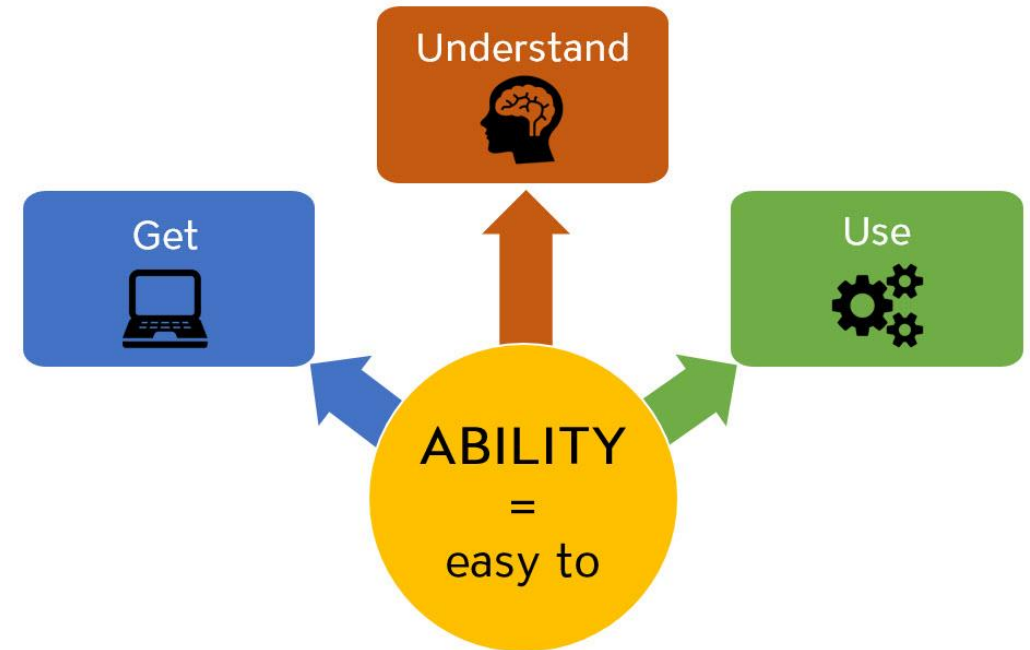 Understand
Get
Use
ABILITY
=
easy to